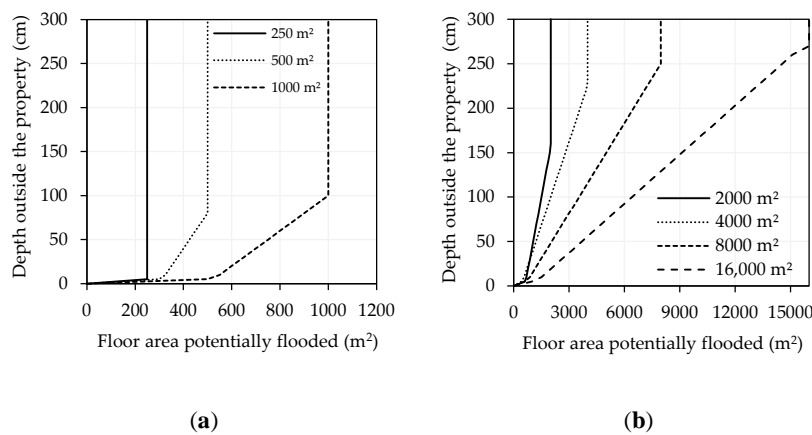 300
250
200
150
100
50
0
Depth outside the property (cm)
250 m²
500 m²
1000 m²
0 200 400 600 800 1000 1200
Floor area potentially flooded (m²)
(a)
300
250
200
150
100
50
0
Depth outside the property (cm)
2000 m²
4000 m²
8000 m²
16,000 m²
0 3000 6000 9000 12000 15000
Floor area potentially flooded (m²)
(b)